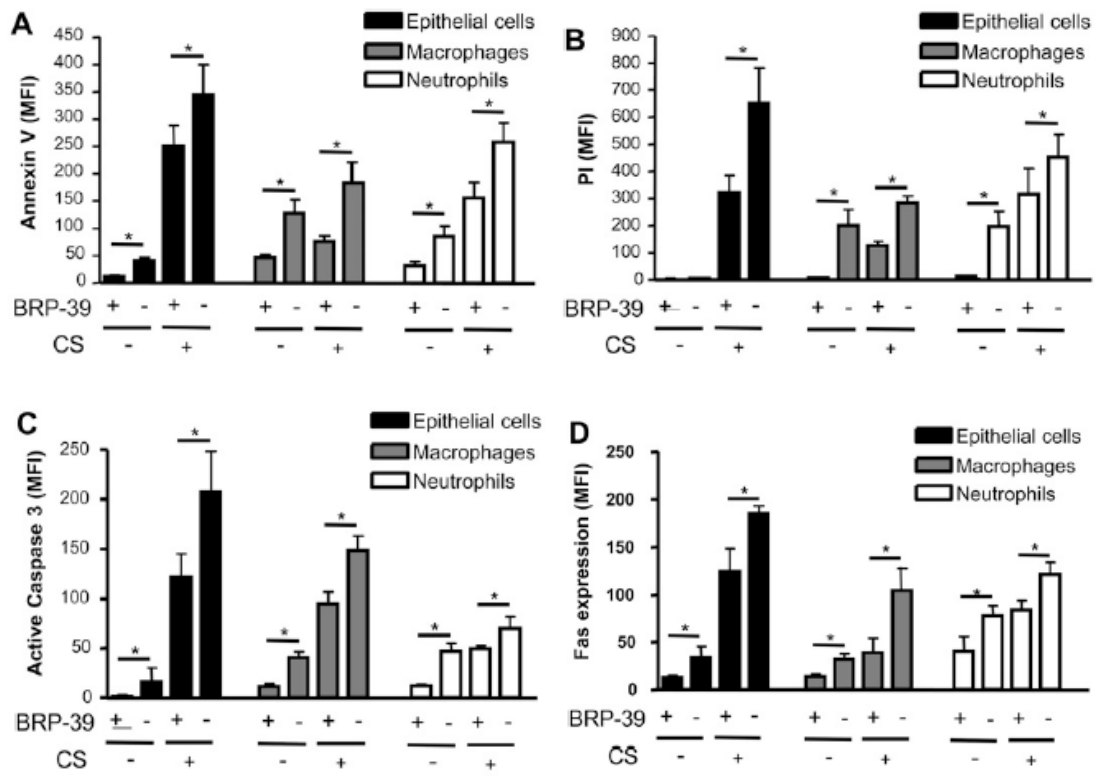 A
Annexin V (MFI)
450
400
350
300
250
200
150
100
50
0
Epithelial cells
Macrophages
Neutrophils
* * * * * *
BRP-39 + - + - + - + - + - + -
CS - + - + - +
B
PI (MFI)
900
800
700
600
500
400
300
200
100
0
Epithelial cells
Macrophages
Neutrophils
* * * * *
BRP-39 + - + - + - + - + - + -
CS - + - + - +
C
Active Caspase 3 (MFI)
250
200
150
100
50
0
Epithelial cells
Macrophages
Neutrophils
* * * * * *
BRP-39 + - + - + - + - + - + -
CS - + - + - +
D
Fas expression (MFI)
250
200
150
100
50
0
Epithelial cells
Macrophages
Neutrophils
* * * * * *
BRP-39 + - + - + - + - + - + -
CS - + - + - +